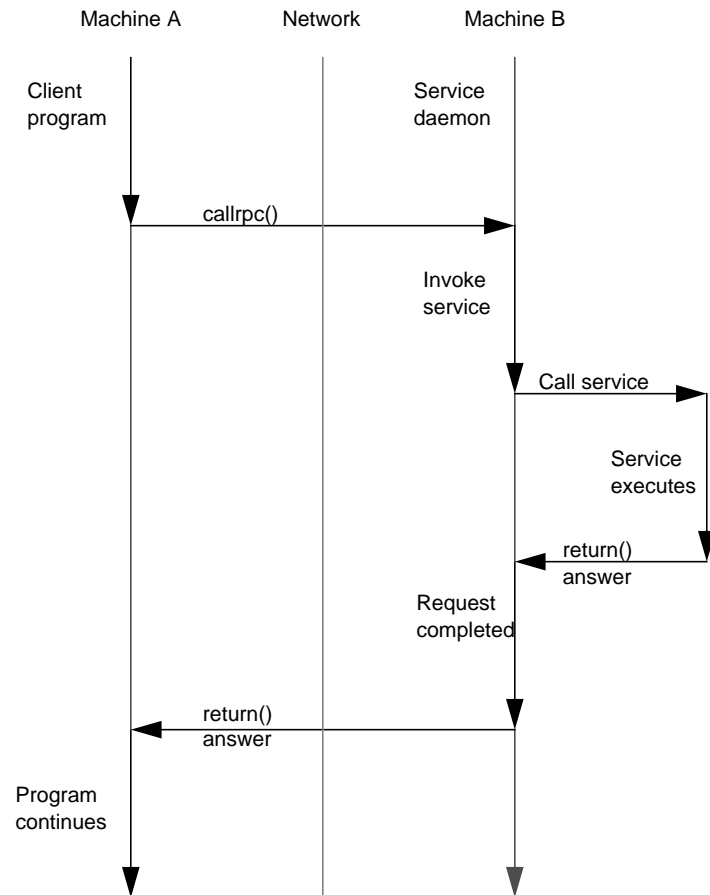 Machine A
Network
Machine B
Client
program
Service
daemon
callrpc()
Invoke
service
Call service
Service
executes
return()
answer
Request
completed
return()
answer
Program
continues